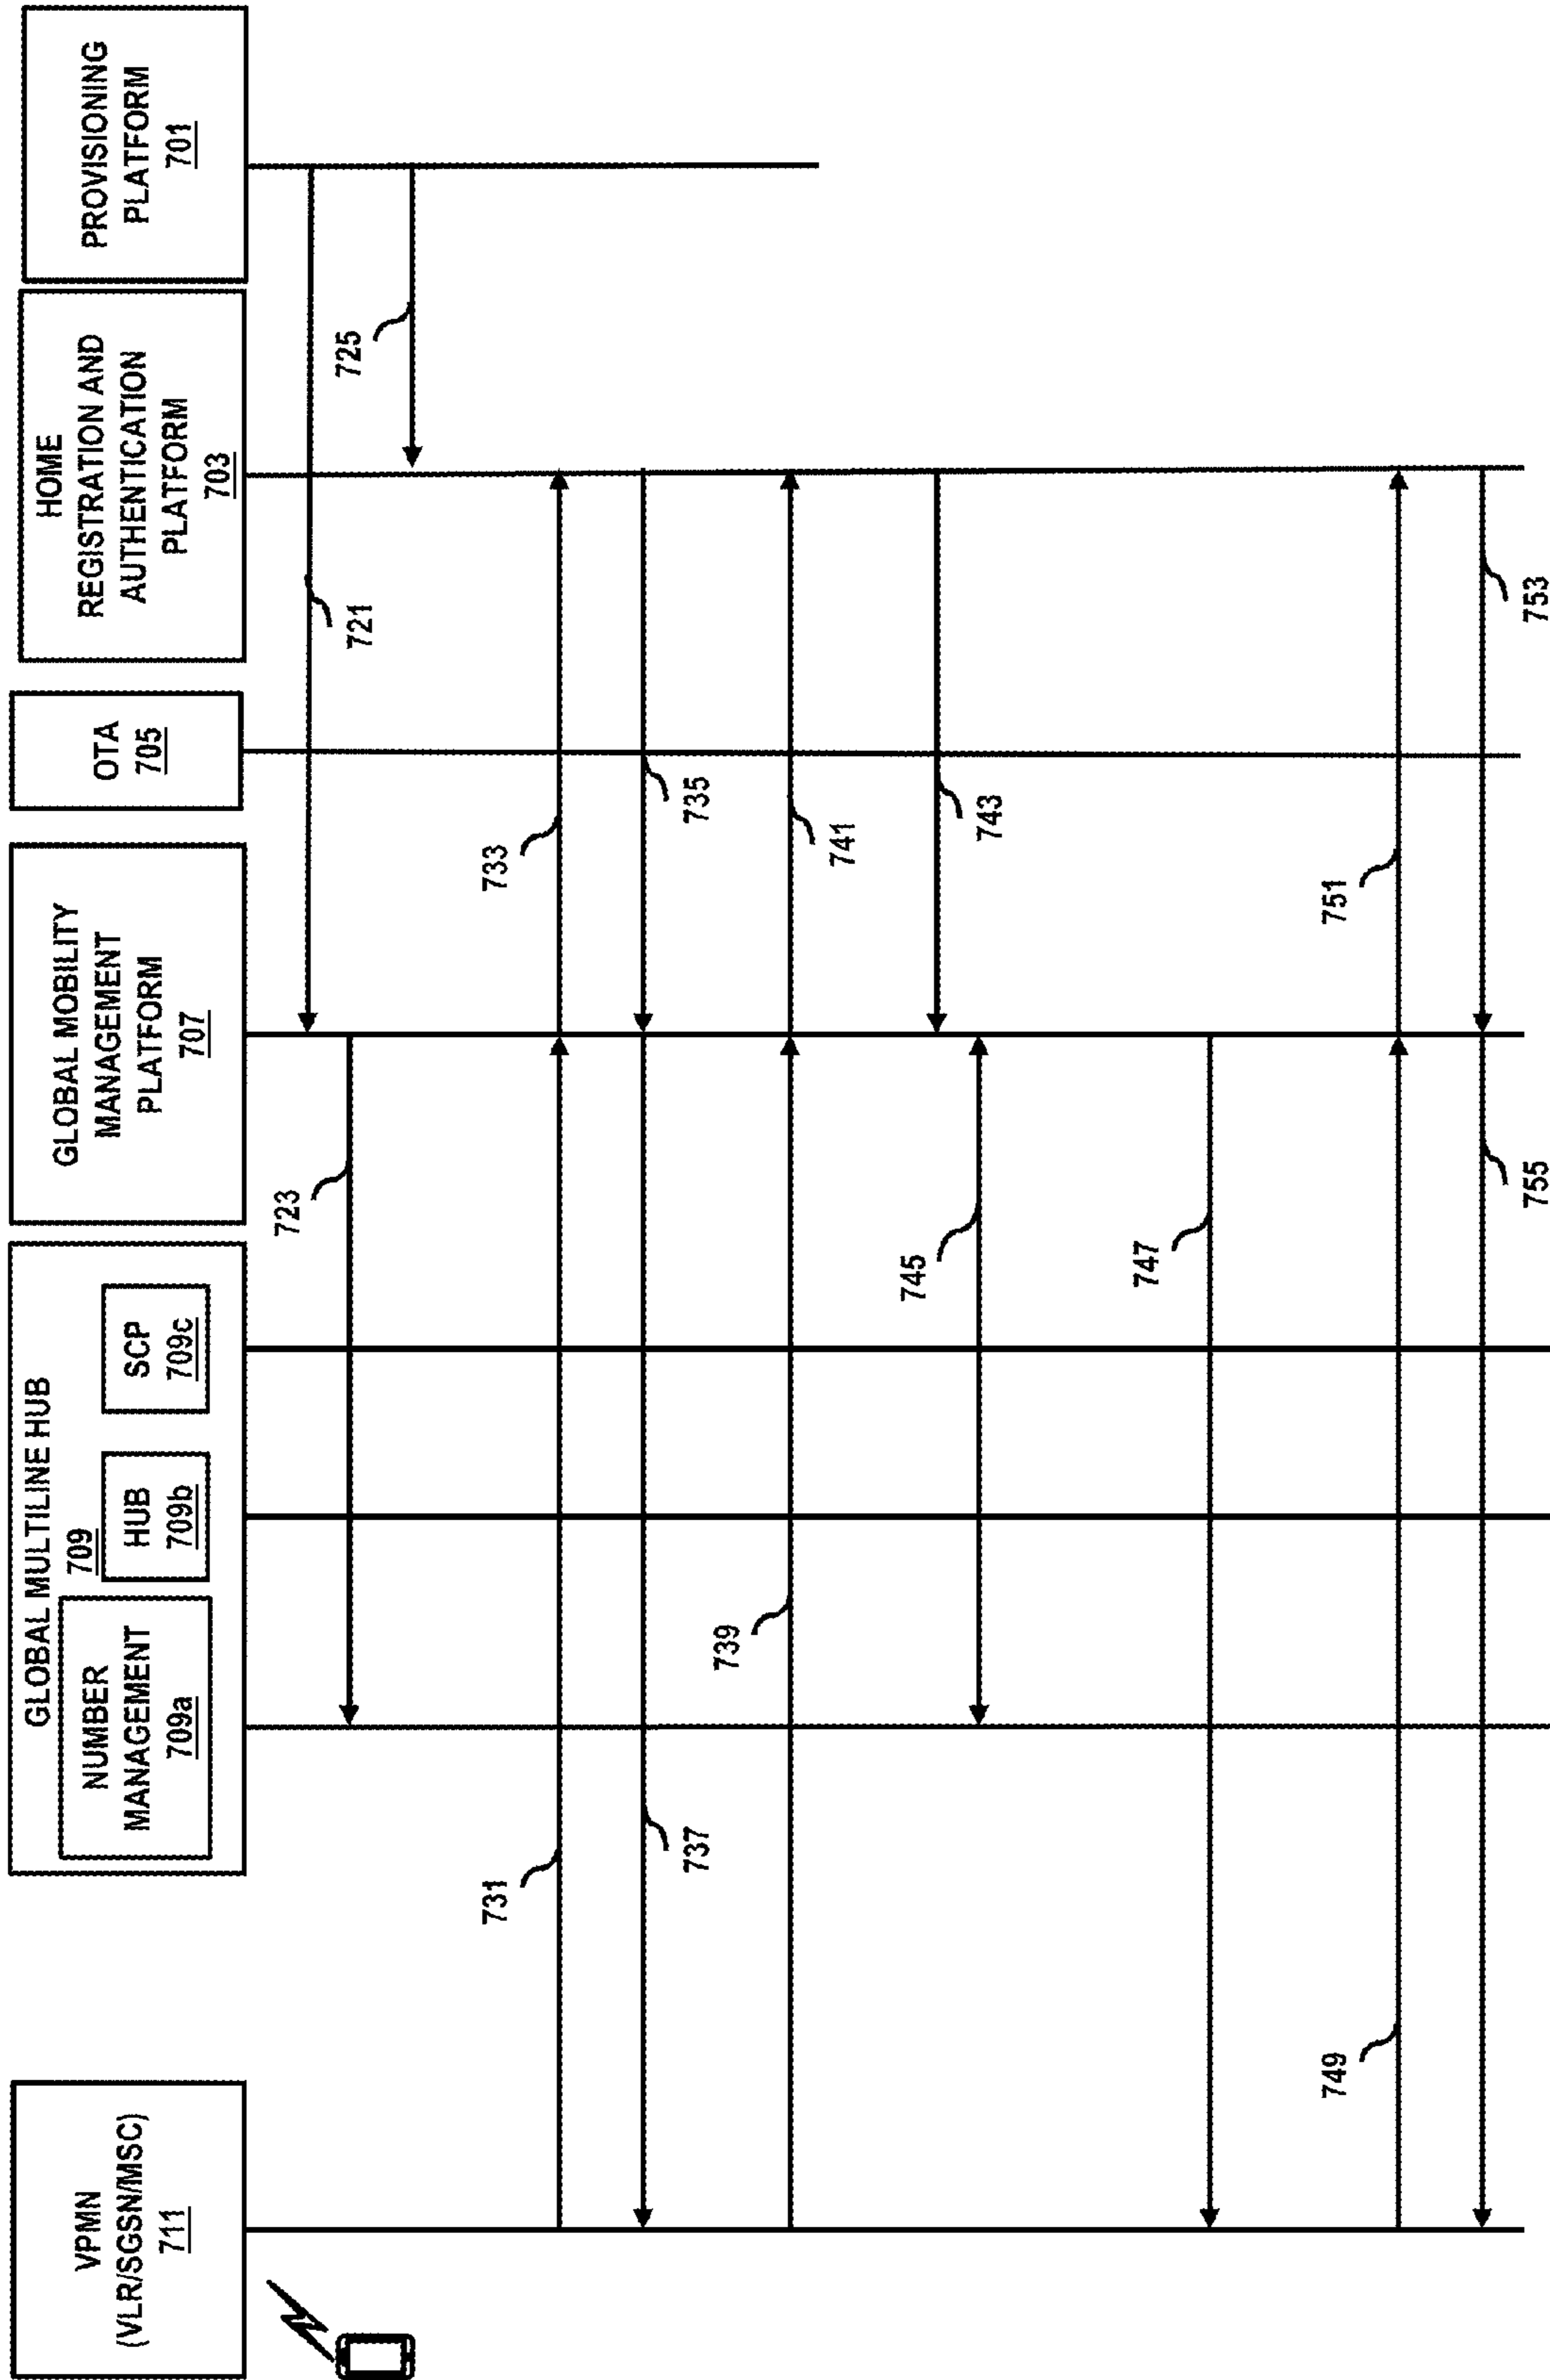 VPMN
(VLR/SGSN/MSC)
711
GLOBAL MULTILINE HUB
709
NUMBER
MANAGEMENT
709a
HUB
709b
SCP
709c
GLOBAL MOBILITY
MANAGEMENT
PLATFORM
707
OTA
705
HOME
REGISTRATION AND
AUTHENTICATION
PLATFORM
703
PROVISIONING
PLATFORM
701
721
723
725
731
733
735
737
739
741
743
745
747
749
751
753
755